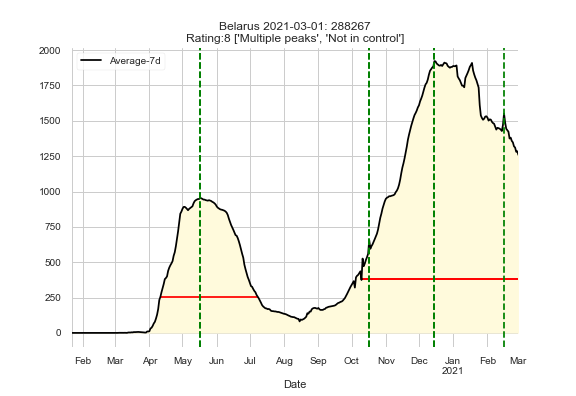 Belarus 2021-03-01: 288267
Rating:8 ['Multiple peaks', 'Not in control']
Average-7d
2000
1750
1500
1250
1000
750
500
250
0
Feb Mar Apr May Jun Jul Aug Sep Oct Nov Dec Jan Feb Mar
2021
Date